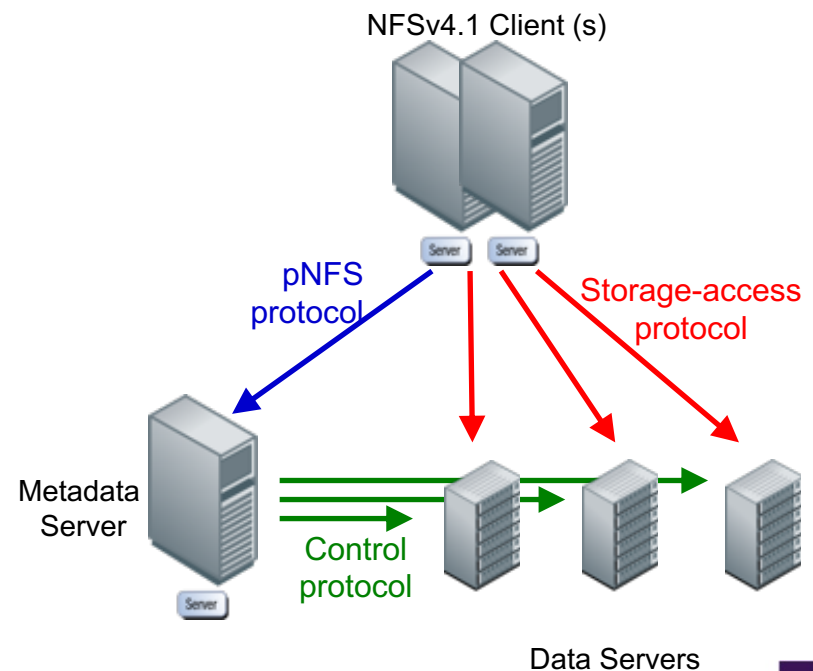 NFSv4.1 Client (s)
Server
Server
pNFS
protocol
Storage-access
protocol
Metadata
Server
Control
protocol
Server
Data Servers